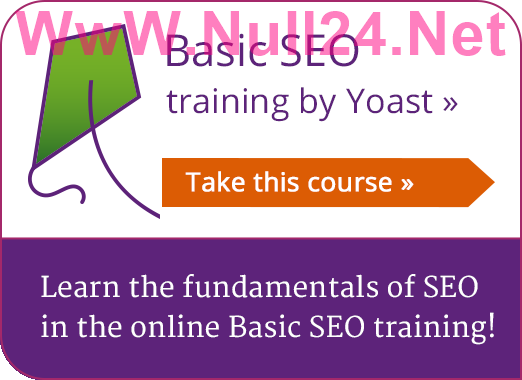 WwW.Null24.Net
Basic SEO
training by Yoast »
Take this course »
Learn the fundamentals of SEO
in the online Basic SEO training!